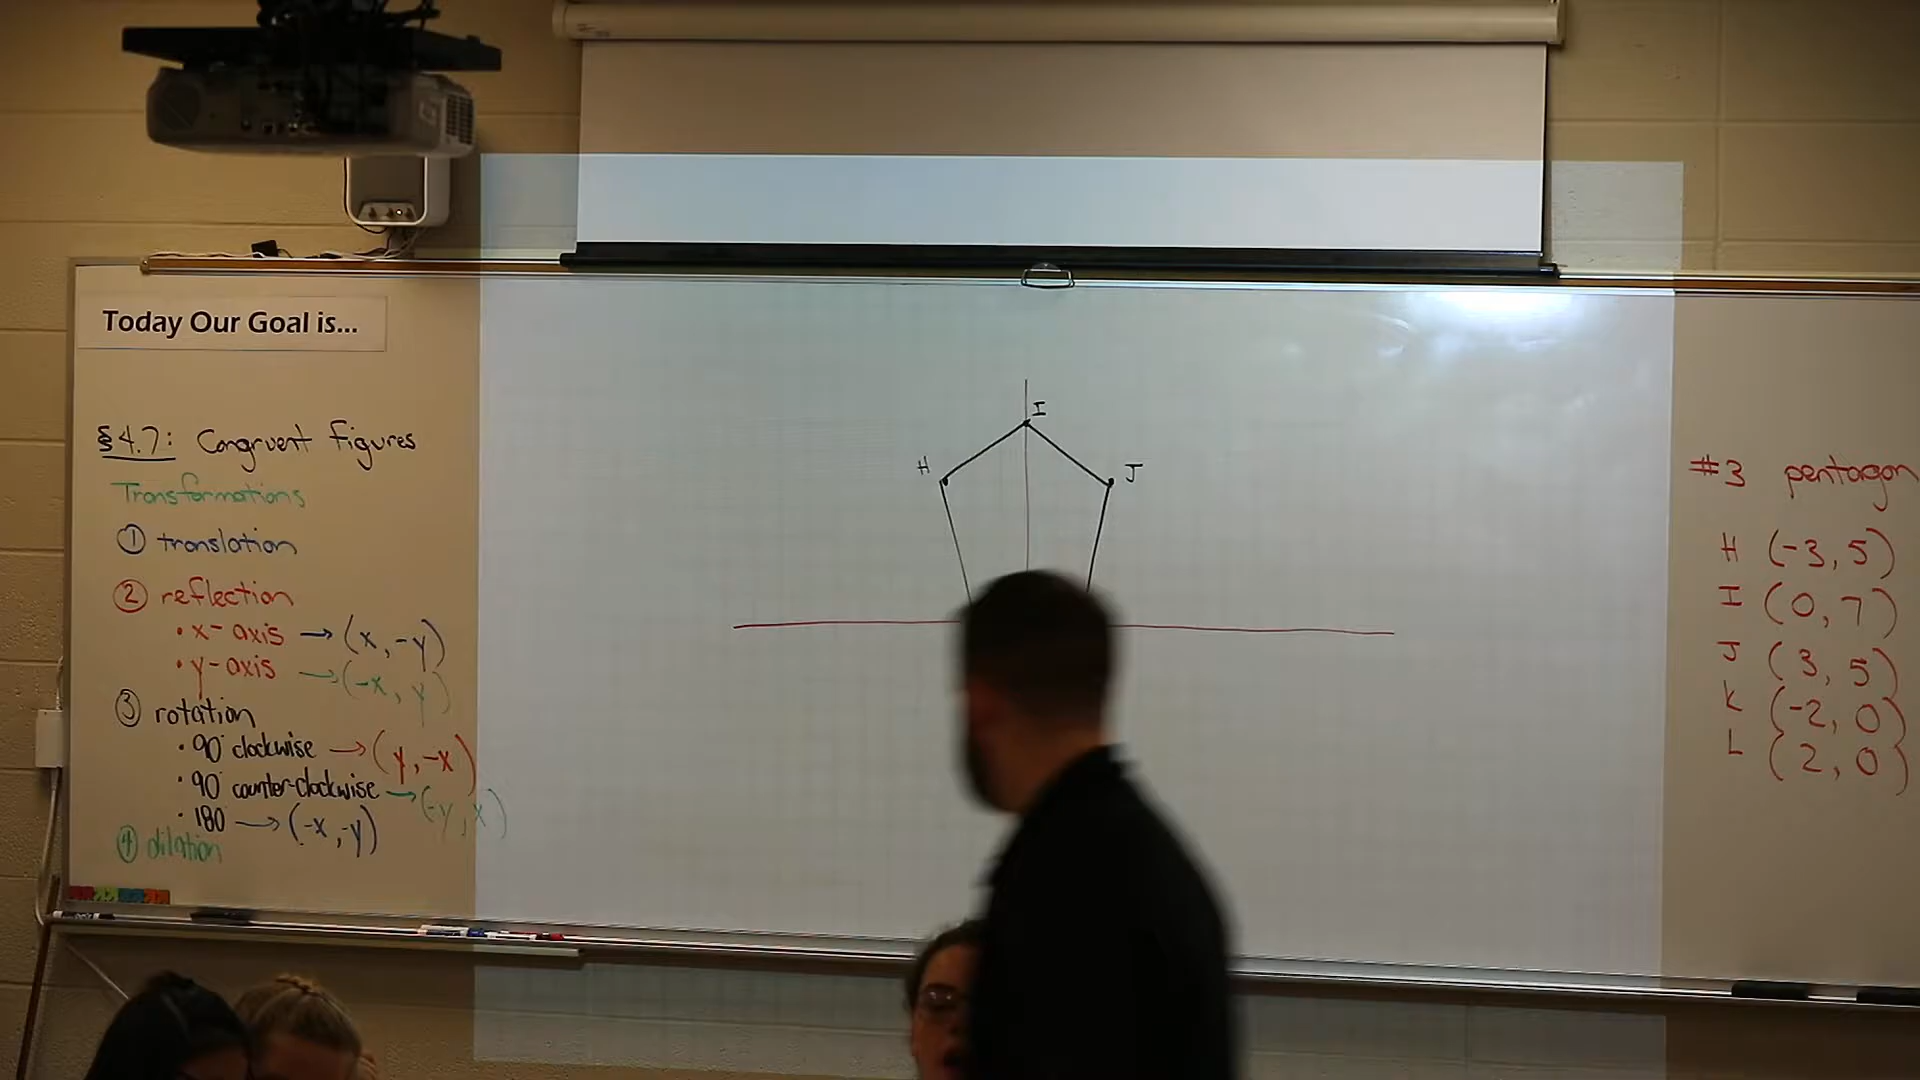 Today Our Goal is...
§4.7: Congruent figures
Transformations
① translation
② reflection
• x-axis → (x, -y)
• y-axis → (-x, y)
③ rotation
• 90° clockwise → (y, -x)
• 90° counter-clockwise → (-y, x)
• 180 → (-x, -y)
④ dilation
I
H
J
#3 pentagon
H (-3, 5)
I (0, 7)
J (3, 5)
K (-2, 0)
L (2, 0)